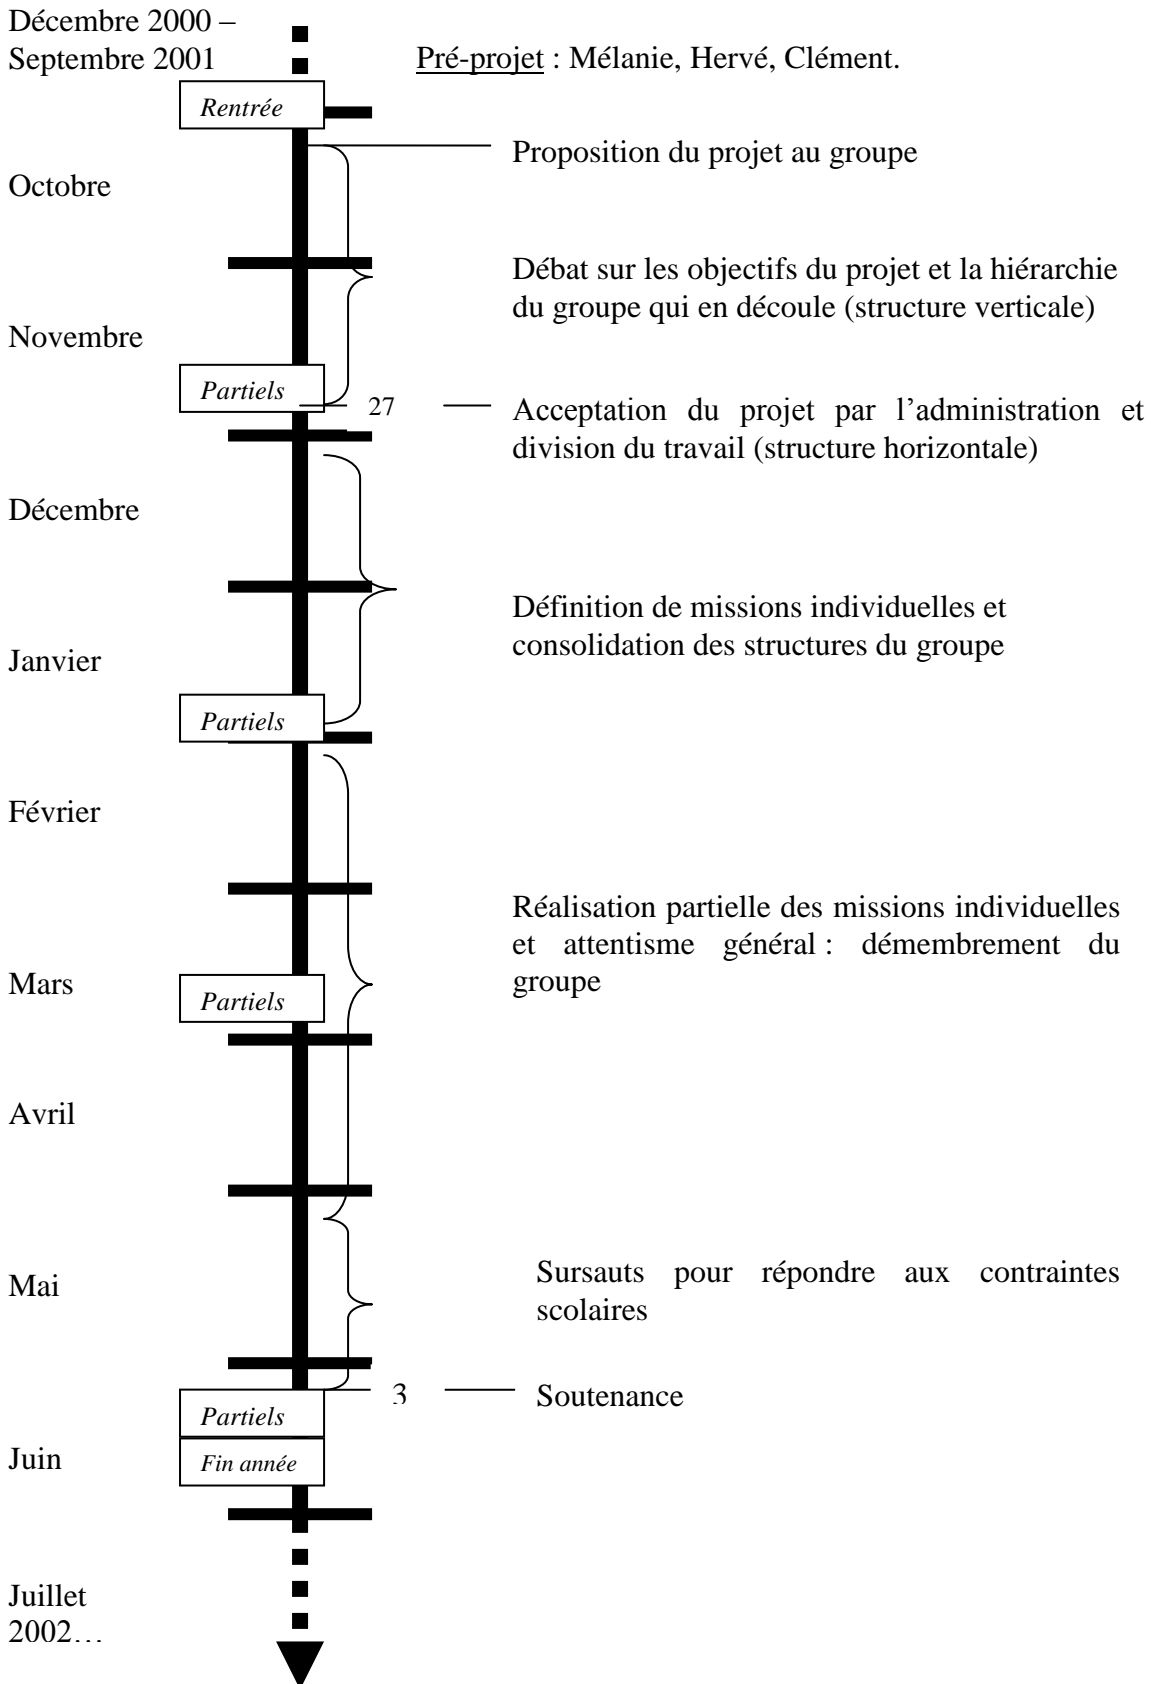 Décembre 2000 –
Septembre 2001
Pré-projet : Mélanie, Hervé, Clément.
Rentrée
Proposition du projet au groupe
Octobre
Débat sur les objectifs du projet et la hiérarchie
du groupe qui en découle (structure verticale)
Novembre
Partiels
27
Acceptation du projet par l’administration et
division du travail (structure horizontale)
Décembre
Définition de missions individuelles et
consolidation des structures du groupe
Janvier
Partiels
Février
Réalisation partielle des missions individuelles
et attentisme général : démembrement du
groupe
Mars
Partiels
Avril
Mai
Sursauts pour répondre aux contraintes
scolaires
3
Soutenance
Partiels
Juin
Fin année
Juillet
2002…